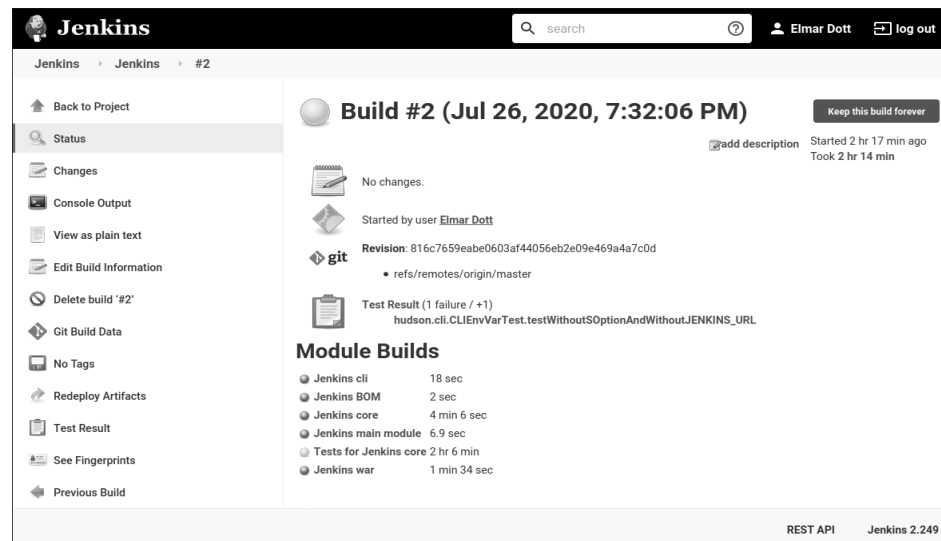 Jenkins
search
Elmar Dott
log out
Jenkins Jenkins #2
Back to Project
Status
Changes
Console Output
View as plain text
Edit Build Information
Delete build ‘#2’
Git Build Data
No Tags
Redeploy Artifacts
Test Result
See Fingerprints
Previous Build
Build #2 (Jul 26, 2020, 7:32:06 PM)
Keep this build forever
add description
Started 2 hr 17 min ago
Took 2 hr 14 min
No changes.
Started by user Elmar Dott
git
Revision: 816c7659eabe0603af44056eb2e09e469a4a7c0d
• refs/remotes/origin/master
Test Result (1 failure / +1)
hudson.cli.CLIEnvVarTest.testWithoutSOptionAndWithoutJENKINS_URL
Module Builds
Jenkins cli 18 sec
Jenkins BOM 2 sec
Jenkins core 4 min 6 sec
Jenkins main module 6.9 sec
Tests for Jenkins core 2 hr 6 min
Jenkins war 1 min 34 sec
REST API Jenkins 2.249